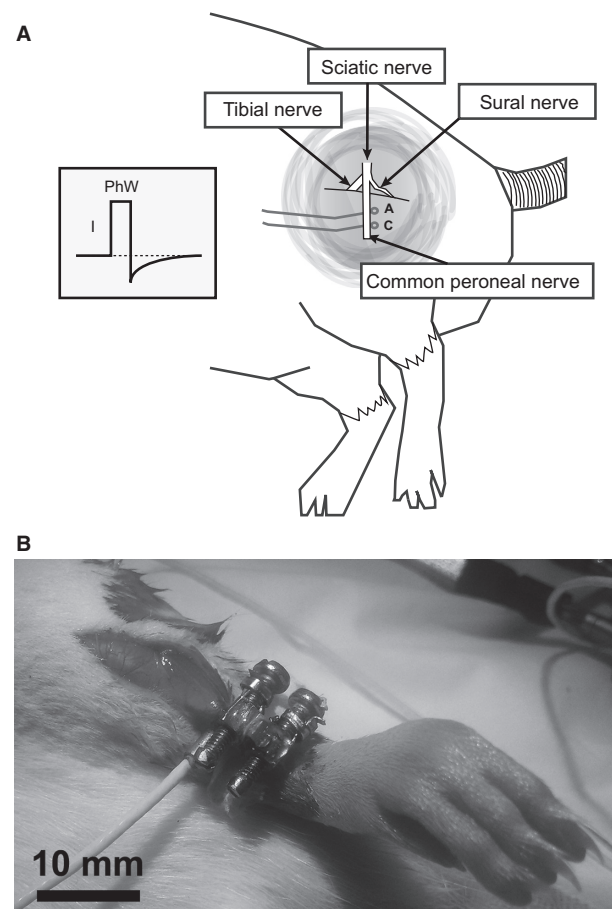 A
Sciatic nerve
Tibial nerve
Sural nerve
PhW
I
A
C
Common peroneal nerve
B
10 mm